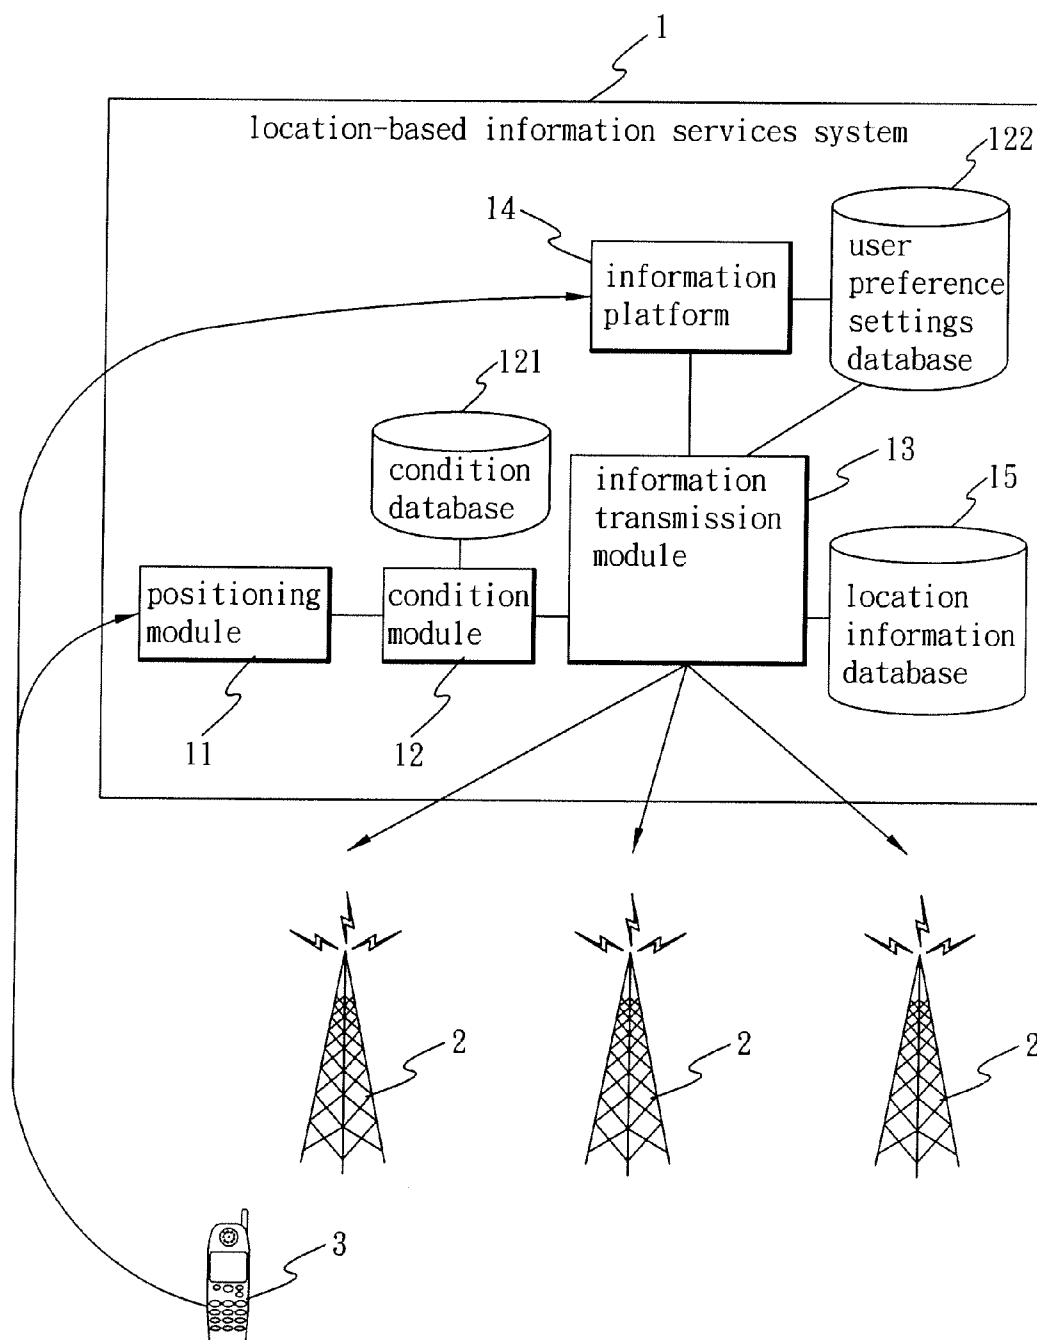 1
location-based information services system
122
14
user
preference
settings
database
information
platform
121
condition
database
13
information
transmission
module
15
location
information
database
positioning
module
condition
module
11
12
2
2
2
3